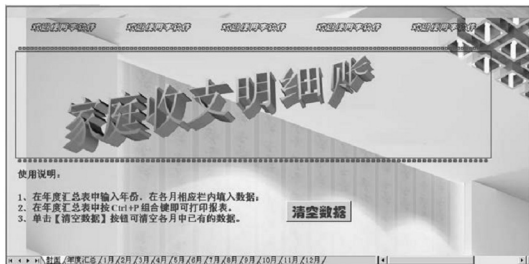 欢迎使用本软件 欢迎使用本软件 欢迎使用本软件 欢迎使用本软件 欢迎使用本软件
家庭收支明细账
使用说明：
1、在年度汇总表中输入年份，在各月相应栏内填入数据；
2、在年度汇总表中按 Ctrl+P 组合键即可打印报表。
3、单击【清空数据】按钮可清空各月中已有的数据。
清空数据
封面/年度汇总/1月/2月/3月/4月/5月/6月/7月/8月/9月/10月/11月/12月/